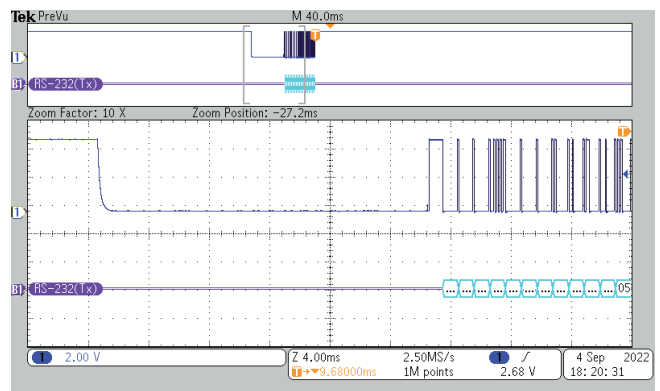 Tek PreVu M 40.0ms
T
1
B1 RS-232(Tx)
Zoom Factor: 10 X Zoom Position: -27.2ms
T
1
B1 RS-232(Tx) ... ... ... ... ... ... ... ... ... ... ... 05
1 2.00 V Z 4.00ms 2.50MS/s 1 4 Sep 2022
T→▼9.68000ms 1M points 2.68 V 18:20:31